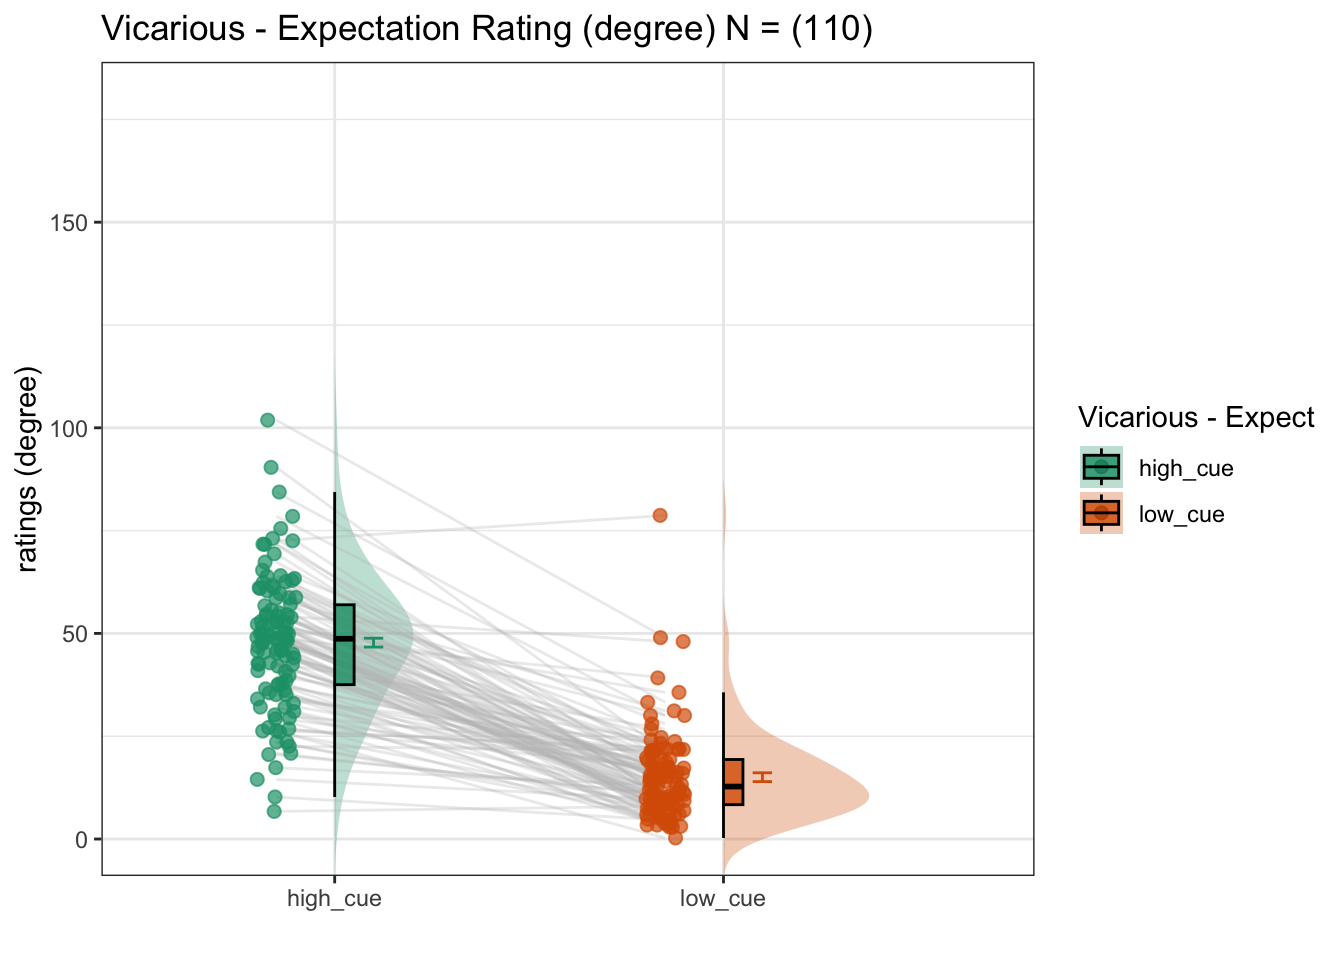 Vicarious - Expectation Rating (degree) N = (110)
ratings (degree)
150
100
50
0
high_cue
low_cue
Vicarious - Expect
high_cue
low_cue